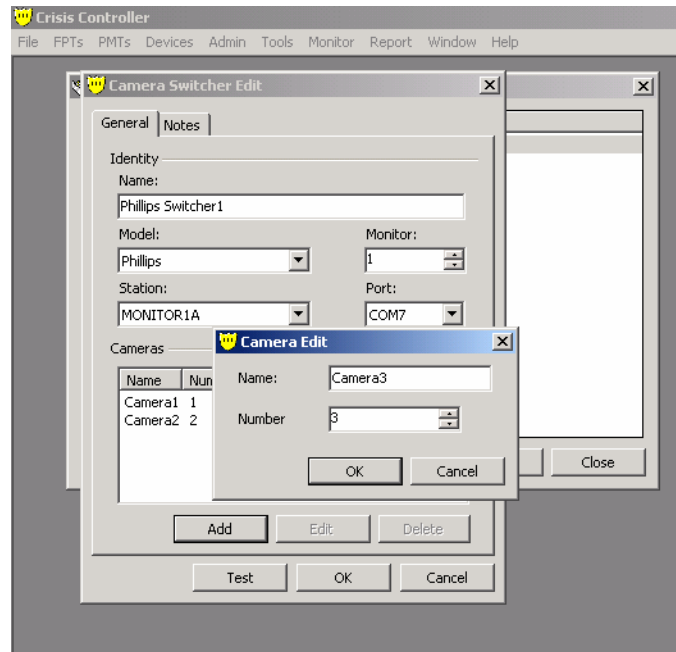 Crisis Controller
File FPTs PMTs Devices Admin Tools Monitor Report Window Help
Camera Switcher Edit
General Notes
Identity
Name:
Phillips Switcher1
Model: Monitor:
Phillips 1
Station: Port:
MONITOR1A COM7
Cameras
Name Num
Camera1 1
Camera2 2
Camera Edit
Name: Camera3
Number 3
OK Cancel
Close
Add Edit Delete
Test OK Cancel